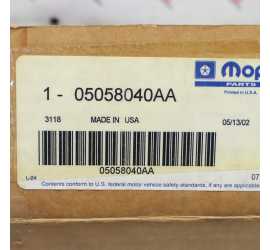 Mop
PARTS
Printed in U.S.A.
1 - 05058040AA
3118 MADE IN USA 05/13/02
05058040AA
L-24 07
Contents conform to U.S. federal motor vehicle safety standards, if any are applicable